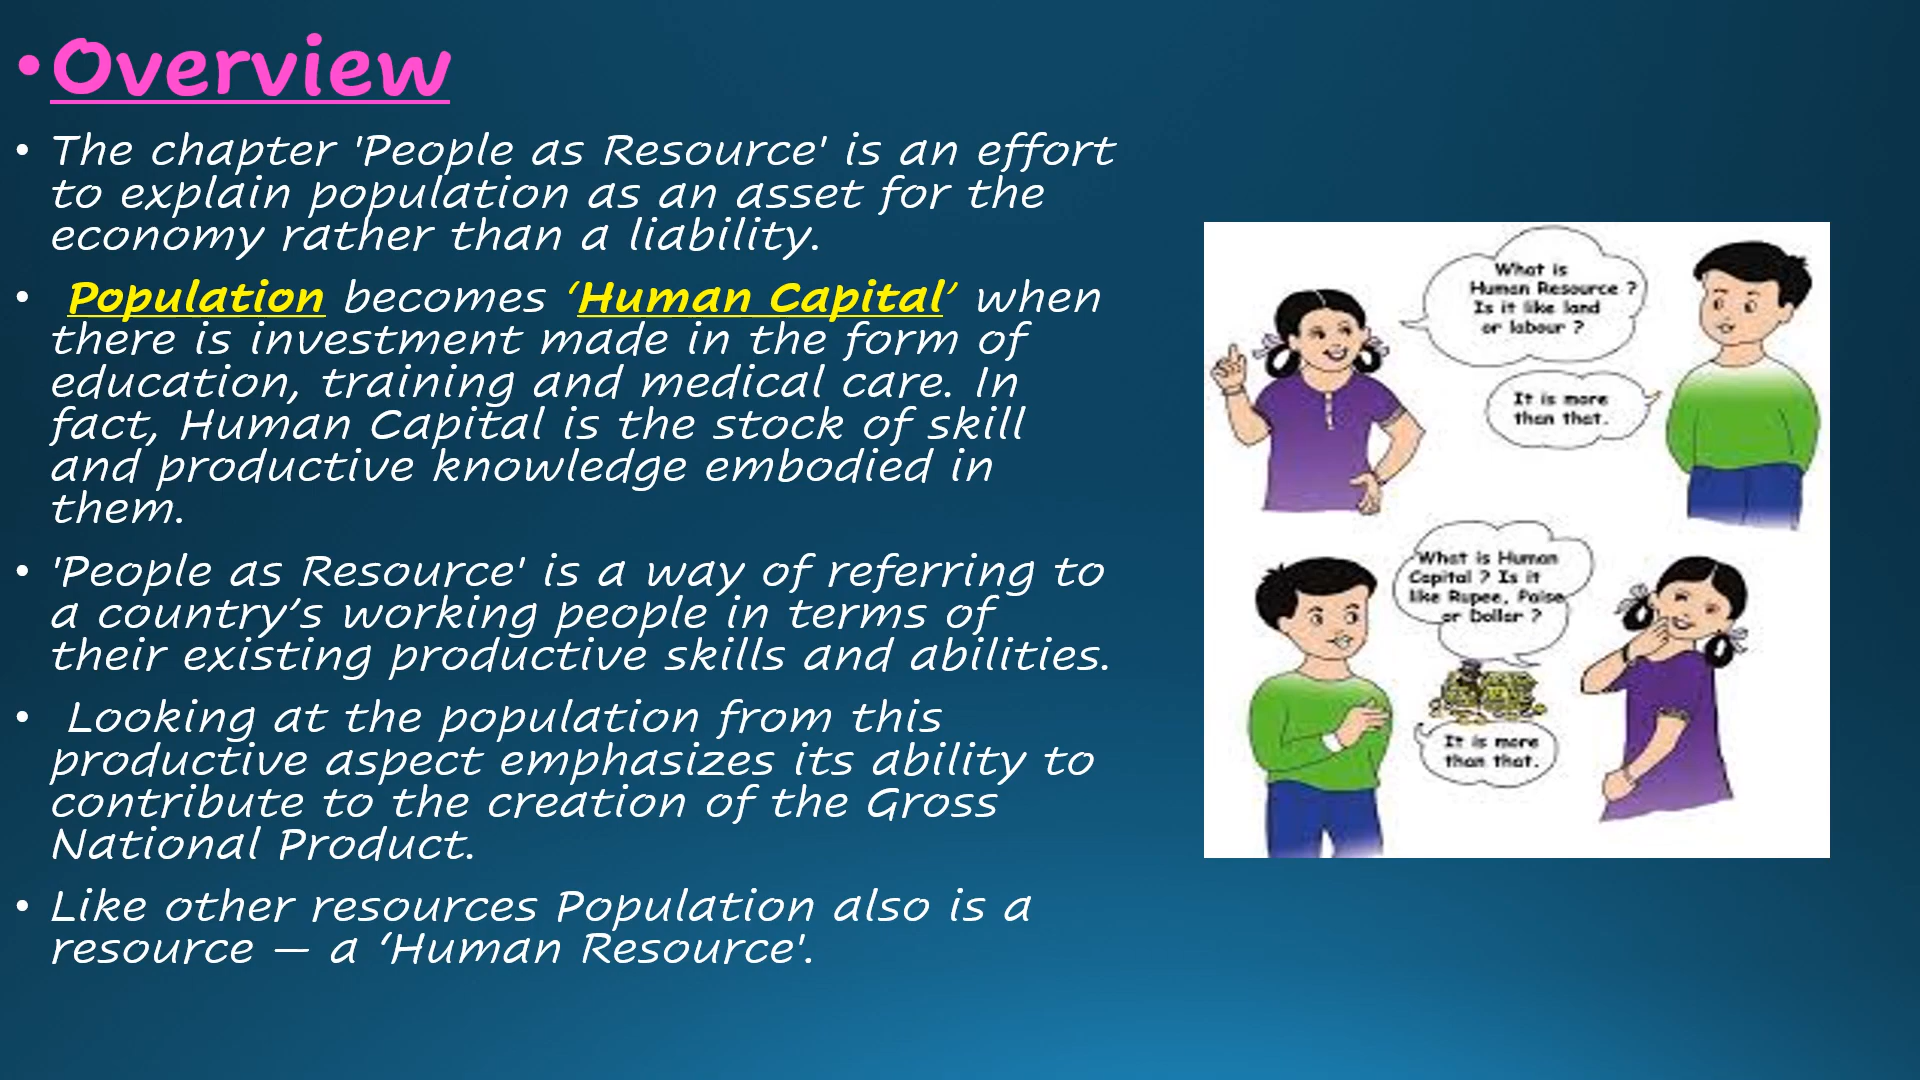 •Overview
• The chapter 'People as Resource' is an effort
to explain population as an asset for the
economy rather than a liability.
• Population becomes ‘Human Capital’ when
there is investment made in the form of
education, training and medical care. In
fact, Human Capital is the stock of skill
and productive knowledge embodied in
them.
• 'People as Resource' is a way of referring to
a country’s working people in terms of
their existing productive skills and abilities.
• Looking at the population from this
productive aspect emphasizes its ability to
contribute to the creation of the Gross
National Product.
• Like other resources Population also is a
resource — a ‘Human Resource'.
What is
Human Resource ?
Is it like land
or labour ?
It is more
than that.
What is Human
Capital ? Is it
like Rupee, Paise
or Dollar ?
It is more
than that.